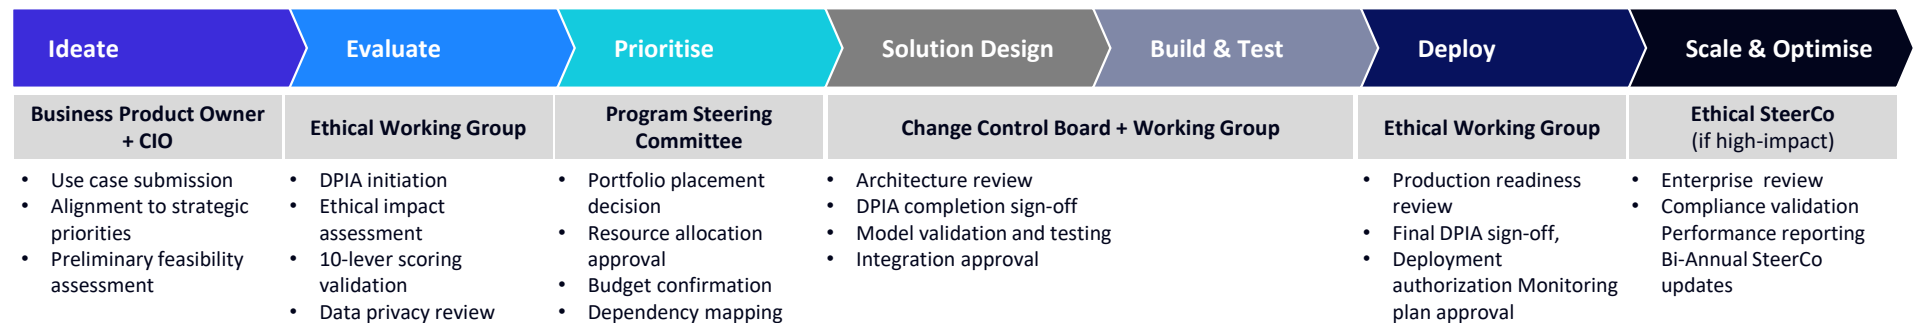 Ideate
Evaluate
Prioritise
Solution Design
Build & Test
Deploy
Scale & Optimise
Business Product Owner
+ CIO
Ethical Working Group
Program Steering
Committee
Change Control Board + Working Group
Ethical Working Group
Ethical SteerCo
(if high-impact)
• Use case submission
• Alignment to strategic
priorities
• Preliminary feasibility
assessment
• DPIA initiation
• Ethical impact
assessment
• 10-lever scoring
validation
• Data privacy review
• Portfolio placement
decision
• Resource allocation
approval
• Budget confirmation
• Dependency mapping
• Architecture review
• DPIA completion sign-off
• Model validation and testing
• Integration approval
• Production readiness
review
• Final DPIA sign-off,
• Deployment
authorization Monitoring
plan approval
• Enterprise review
• Compliance validation
Performance reporting
Bi-Annual SteerCo
updates